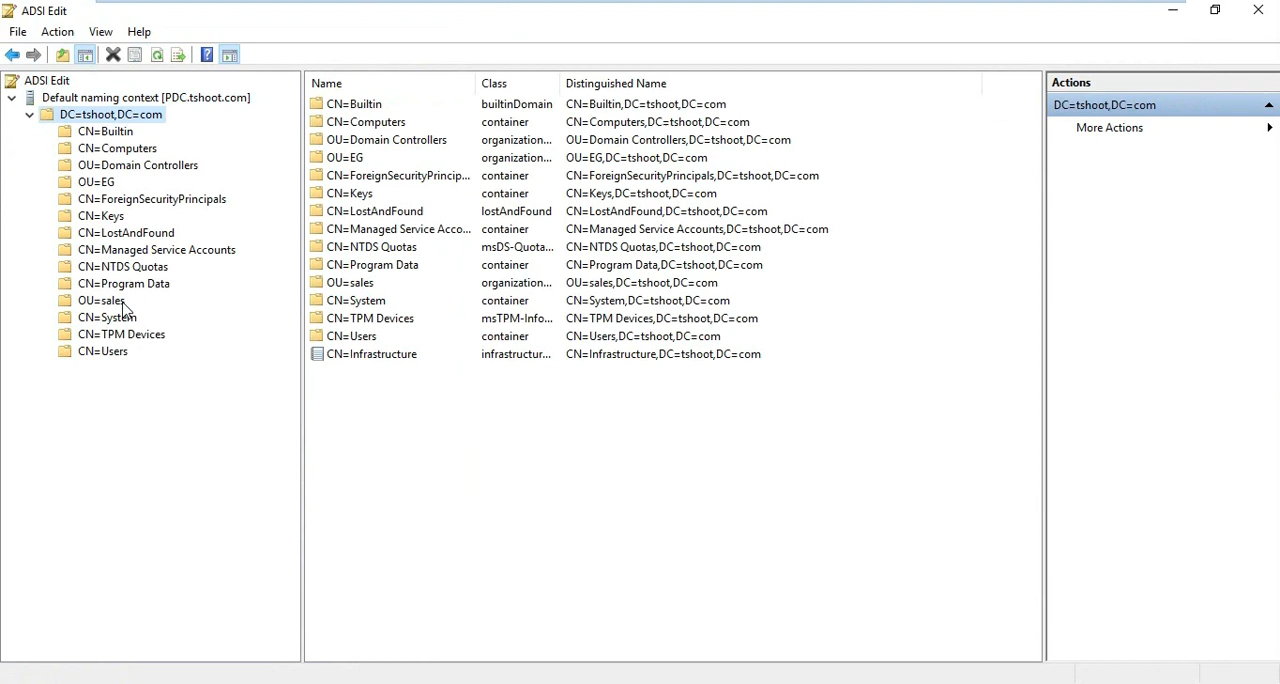 ADSI Edit
File Action View Help
ADSI Edit
Default naming context [PDC.tshoot.com]
DC=tshoot,DC=com
CN=Builtin
CN=Computers
OU=Domain Controllers
OU=EG
CN=ForeignSecurityPrincipals
CN=Keys
CN=LostAndFound
CN=Managed Service Accounts
CN=NTDS Quotas
CN=Program Data
OU=sales
CN=System
CN=TPM Devices
CN=Users
Name Class Distinguished Name
CN=Builtin builtinDomain CN=Builtin,DC=tshoot,DC=com
CN=Computers container CN=Computers,DC=tshoot,DC=com
OU=Domain Controllers organization... OU=Domain Controllers,DC=tshoot,DC=com
OU=EG organization... OU=EG,DC=tshoot,DC=com
CN=ForeignSecurityPrincip... container CN=ForeignSecurityPrincipals,DC=tshoot,DC=com
CN=Keys container CN=Keys,DC=tshoot,DC=com
CN=LostAndFound lostAndFound CN=LostAndFound,DC=tshoot,DC=com
CN=Managed Service Acco... container CN=Managed Service Accounts,DC=tshoot,DC=com
CN=NTDS Quotas msDS-Quota... CN=NTDS Quotas,DC=tshoot,DC=com
CN=Program Data container CN=Program Data,DC=tshoot,DC=com
OU=sales organization... OU=sales,DC=tshoot,DC=com
CN=System container CN=System,DC=tshoot,DC=com
CN=TPM Devices msTPM-Info... CN=TPM Devices,DC=tshoot,DC=com
CN=Users container CN=Users,DC=tshoot,DC=com
CN=Infrastructure infrastructur... CN=Infrastructure,DC=tshoot,DC=com
Actions
DC=tshoot,DC=com
More Actions